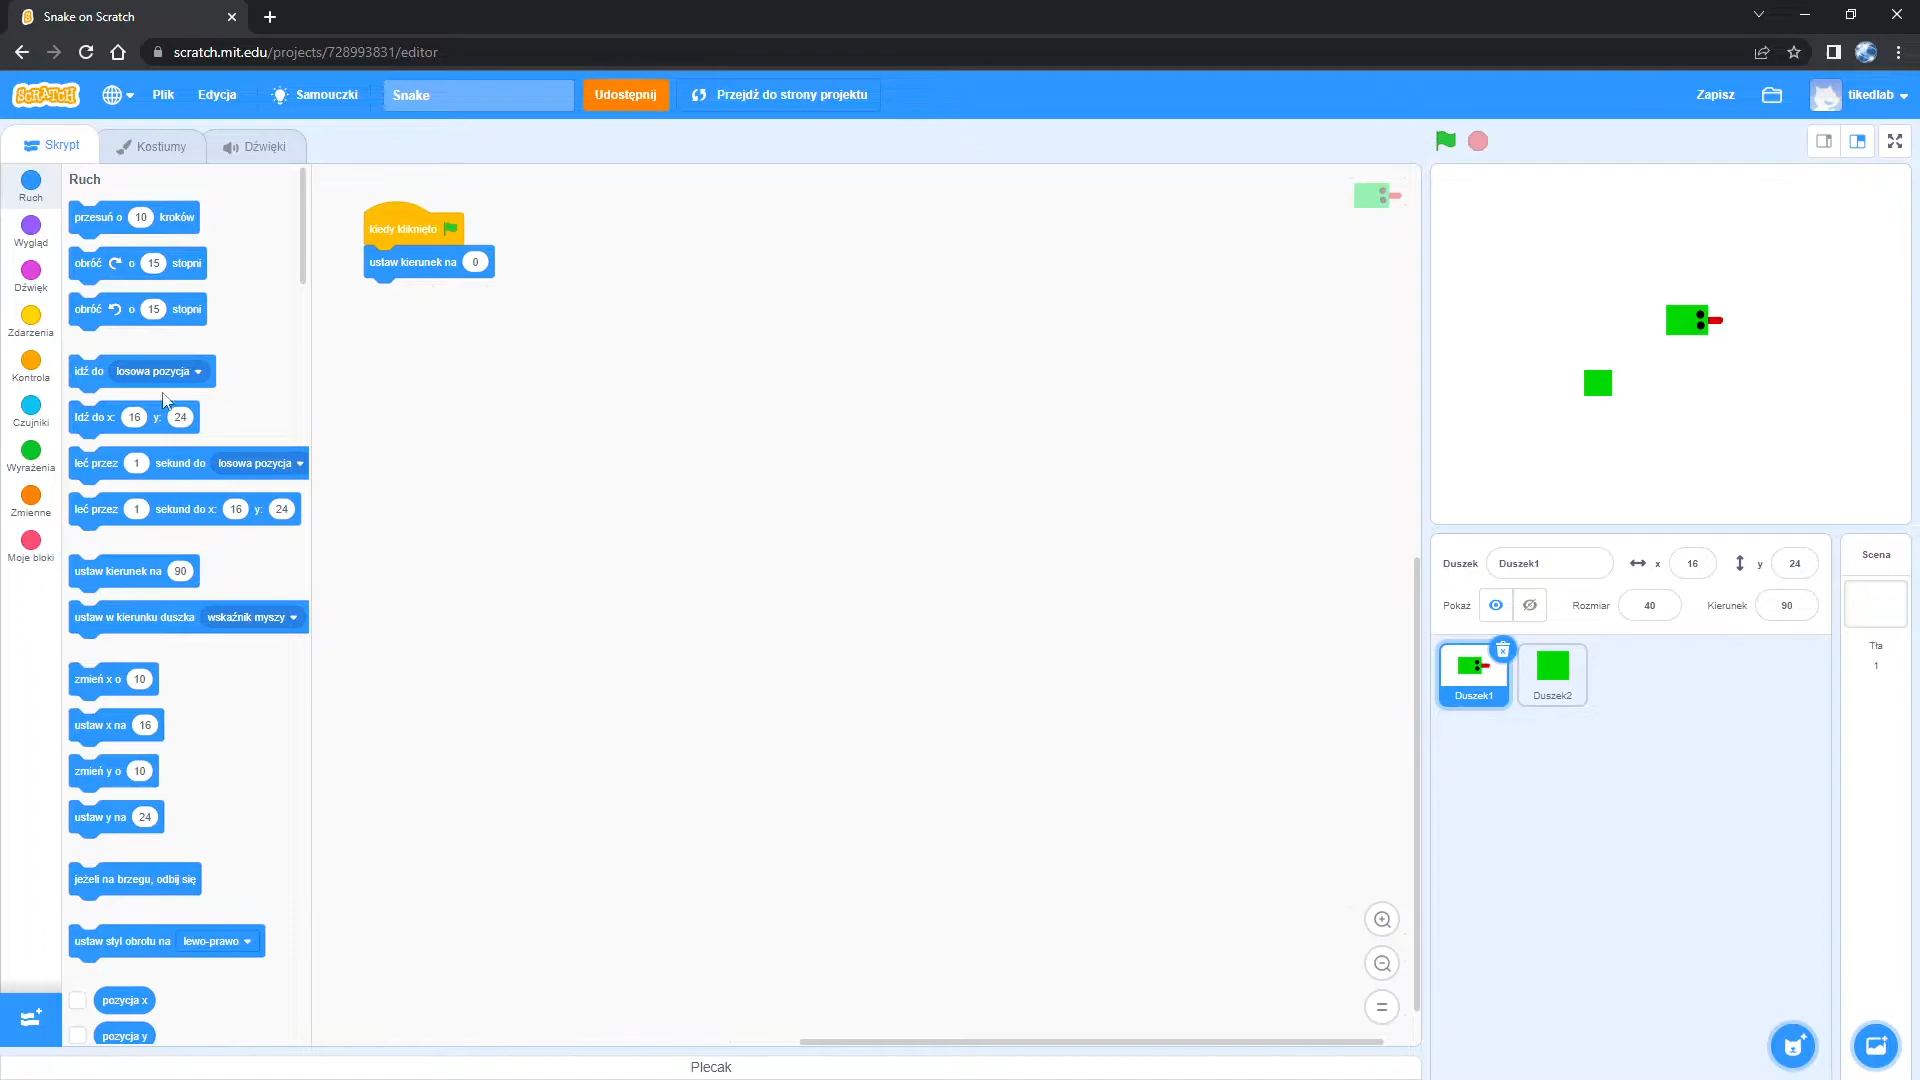 Snake on Scratch
scratch.mit.edu/projects/728993831/editor
SCRATCH
Plik
Edycja
Samouczki
Snake
Udostępnij
Przejdź do strony projektu
Zapisz
tikedlab
Skrypt
Kostiumy
Dźwięki
Ruch
Wygląd
Dźwięk
Zdarzenia
Kontrola
Czujniki
Wyrażenia
Zmienne
Moje bloki
Ruch
przesuń o 10 kroków
obróć o 15 stopni
obróć o 15 stopni
idź do losowa pozycja
Idź do x: 16 y: 24
leć przez 1 sekund do losowa pozycja
leć przez 1 sekund do x: 16 y: 24
ustaw kierunek na 90
ustaw w kierunku duszka wskaźnik myszy
zmień x o 10
ustaw x na 16
zmień y o 10
ustaw y na 24
jeżeli na brzegu, odbij się
ustaw styl obrotu na lewo-prawo
pozycja x
pozycja y
kiedy kliknięto
ustaw kierunek na 0
Duszek Duszek1 x 16 y 24
Pokaż Rozmiar 40 Kierunek 90
Duszek1
Duszek2
Scena
Tła
1
Plecak